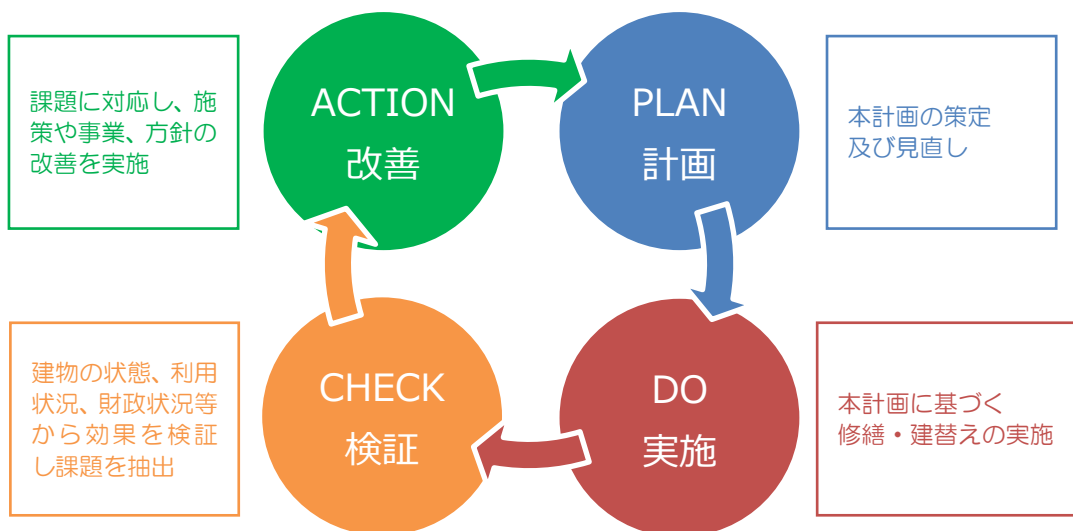 課題に対応し、施
策や事業、方針の
改善を実施
ACTION
改善
PLAN
計画
本計画の策定
及び見直し
建物の状態、利用
状況、財政状況等
から効果を検証
し課題を抽出
CHECK
検証
DO
実施
本計画に基づく
修繕・建替えの実施